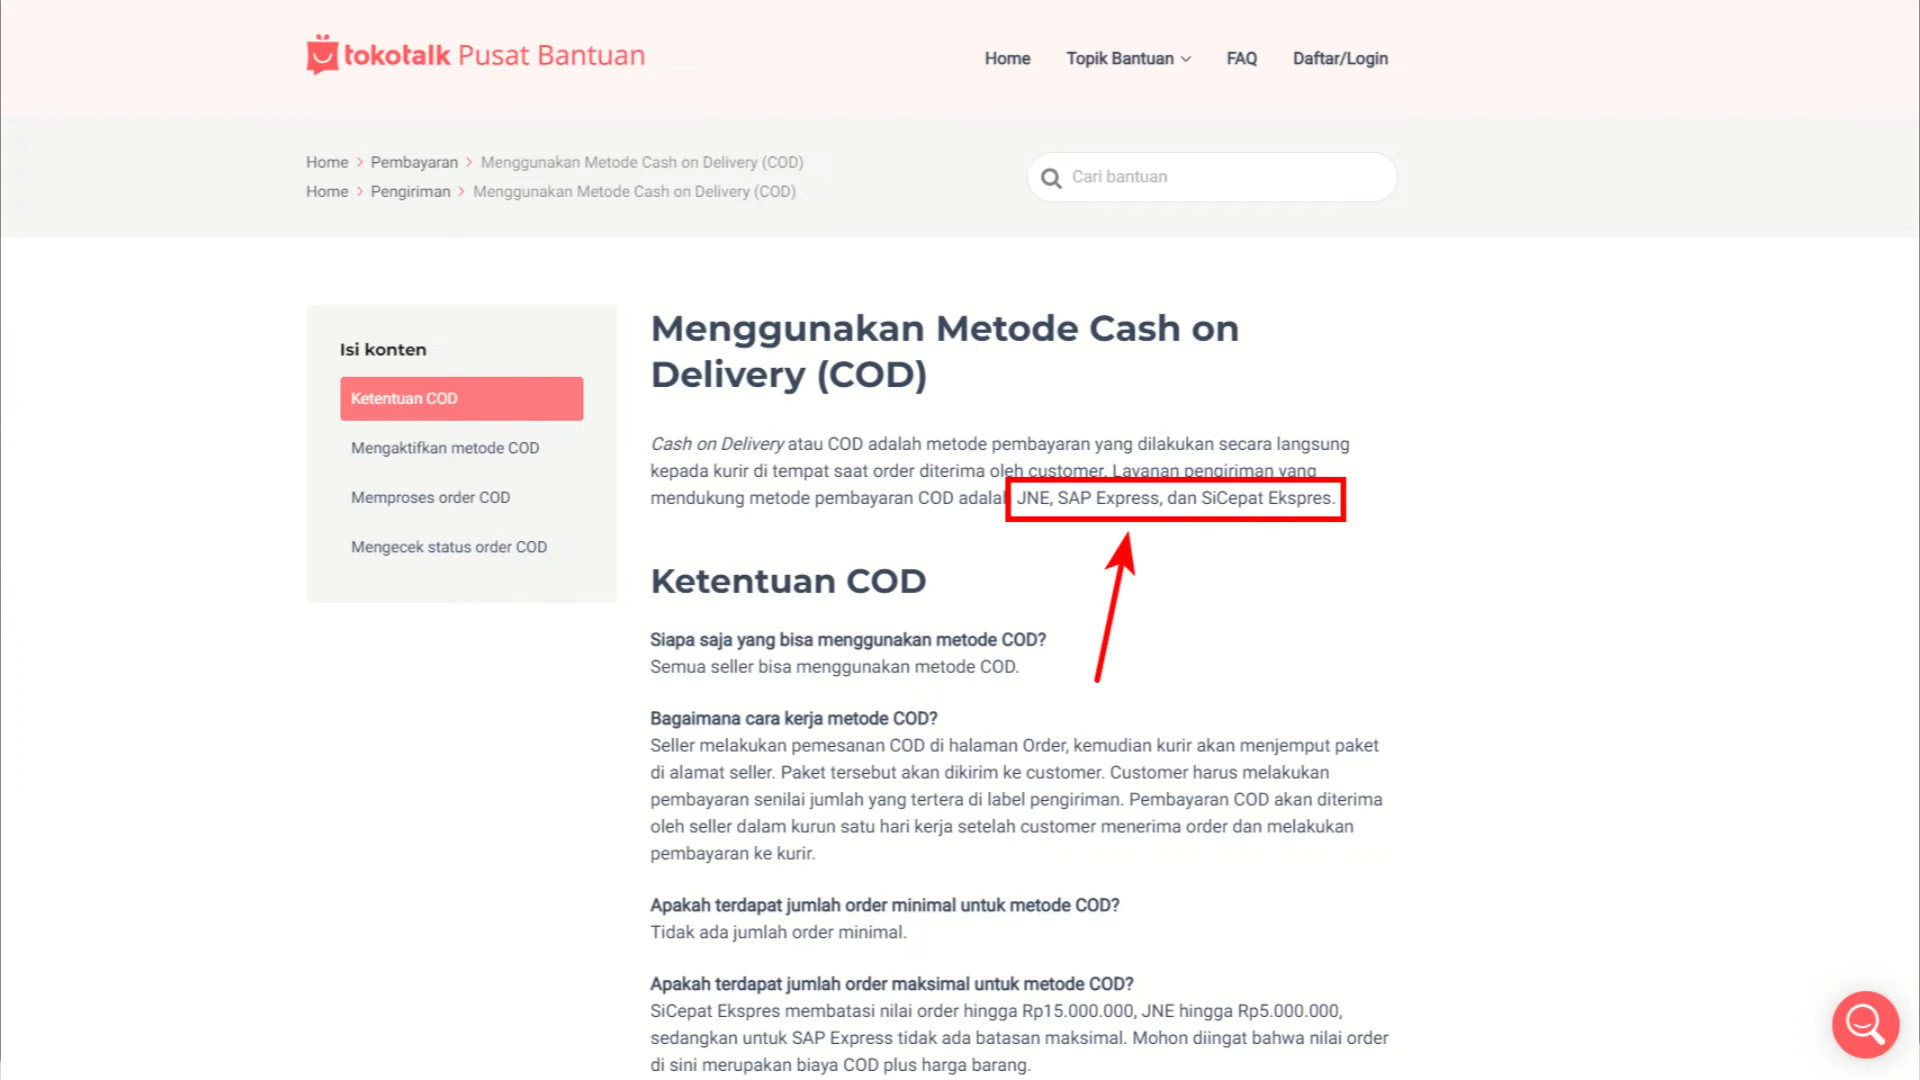 tokotalk Pusat Bantuan
Home Topik Bantuan FAQ Daftar/Login
Home > Pembayaran > Menggunakan Metode Cash on Delivery (COD)
Home > Pengiriman > Menggunakan Metode Cash on Delivery (COD)
Cari bantuan
Isi konten
Ketentuan COD
Mengaktifkan metode COD
Memproses order COD
Mengecek status order COD
Menggunakan Metode Cash on
Delivery (COD)
Cash on Delivery atau COD adalah metode pembayaran yang dilakukan secara langsung
kepada kurir di tempat saat order diterima oleh customer. Layanan pengiriman yang
mendukung metode pembayaran COD adalah JNE, SAP Express, dan SiCepat Ekspres.
Ketentuan COD
Siapa saja yang bisa menggunakan metode COD?
Semua seller bisa menggunakan metode COD.
Bagaimana cara kerja metode COD?
Seller melakukan pemesanan COD di halaman Order, kemudian kurir akan menjemput paket
di alamat seller. Paket tersebut akan dikirim ke customer. Customer harus melakukan
pembayaran senilai jumlah yang tertera di label pengiriman. Pembayaran COD akan diterima
oleh seller dalam kurun satu hari kerja setelah customer menerima order dan melakukan
pembayaran ke kurir.
Apakah terdapat jumlah order minimal untuk metode COD?
Tidak ada jumlah order minimal.
Apakah terdapat jumlah order maksimal untuk metode COD?
SiCepat Ekspres membatasi nilai order hingga Rp15.000.000, JNE hingga Rp5.000.000,
sedangkan untuk SAP Express tidak ada batasan maksimal. Mohon diingat bahwa nilai order
di sini merupakan biaya COD plus harga barang.